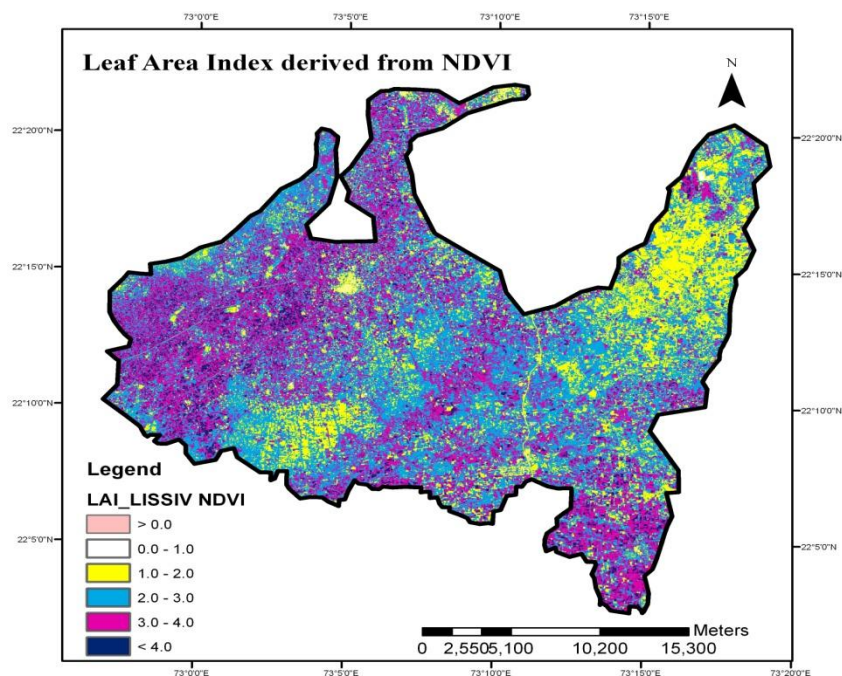 73°0'0"E 73°5'0"E 73°10'0"E 73°15'0"E
Leaf Area Index derived from NDVI
N
22°20'0"N 22°20'0"N
22°15'0"N 22°15'0"N
22°10'0"N 22°10'0"N
22°5'0"N 22°5'0"N
Legend
LAI_LISSIV NDVI
> 0.0
0.0 - 1.0
1.0 - 2.0
2.0 - 3.0
3.0 - 4.0
< 4.0
Meters
0 2,5505,100 10,200 15,300
73°0'0"E 73°5'0"E 73°10'0"E 73°15'0"E 73°20'0"E